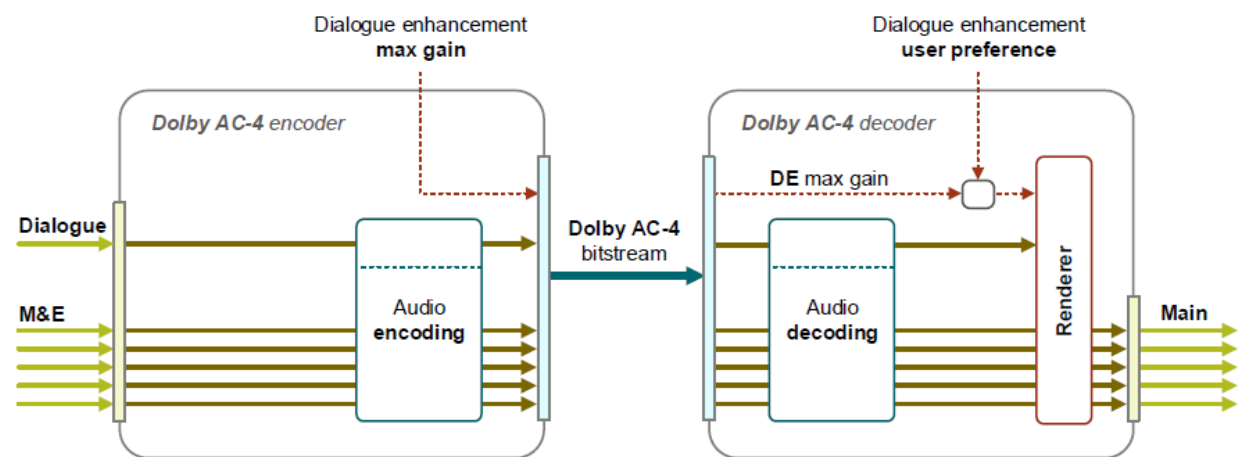 Dialogue enhancement
max gain
Dialogue enhancement
user preference
Dolby AC-4 encoder
Dolby AC-4 decoder
DE max gain
Dialogue
Dolby AC-4
bitstream
M&E
Audio
encoding
Audio
decoding
Renderer
Main